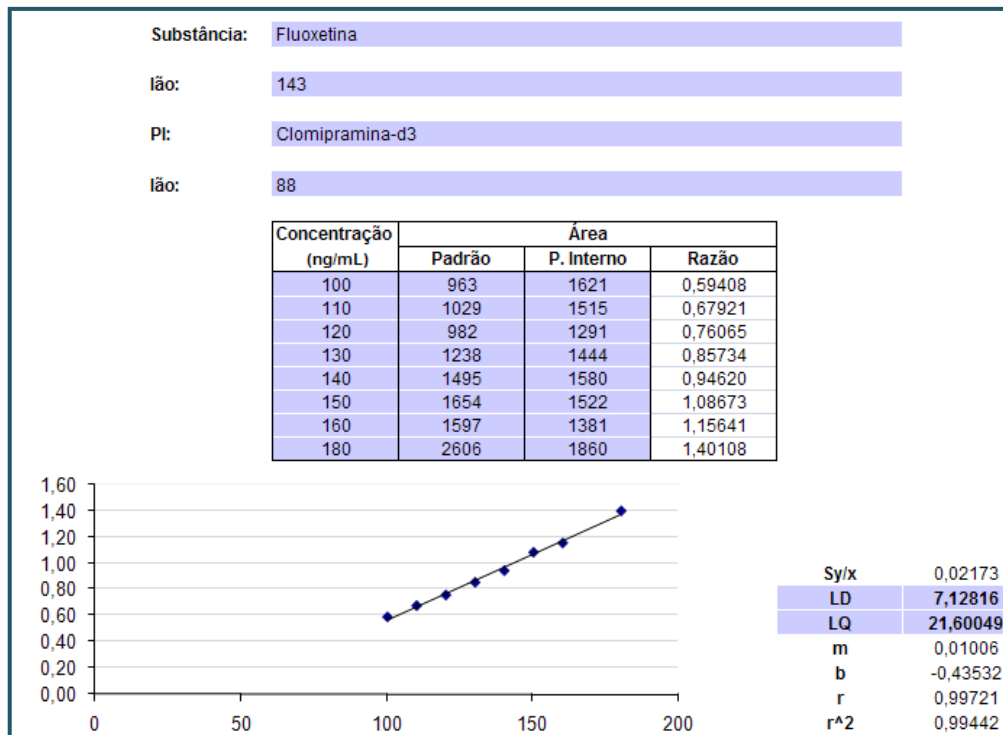 Substância: Fluoxetina
Ião: 143
PI: Clomipramina-d3
Ião: 88
Concentração Área
(ng/mL) Padrão P. Interno Razão
100 963 1621 0,59408
110 1029 1515 0,67921
120 982 1291 0,76065
130 1238 1444 0,85734
140 1495 1580 0,94620
150 1654 1522 1,08673
160 1597 1381 1,15641
180 2606 1860 1,40108
1,60
1,40
1,20
1,00
0,80
0,60
0,40
0,20
0,00
0 50 100 150 200
Sy/x 0,02173
LD 7,12816
LQ 21,60049
m 0,01006
b -0,43532
r 0,99721
r^2 0,99442